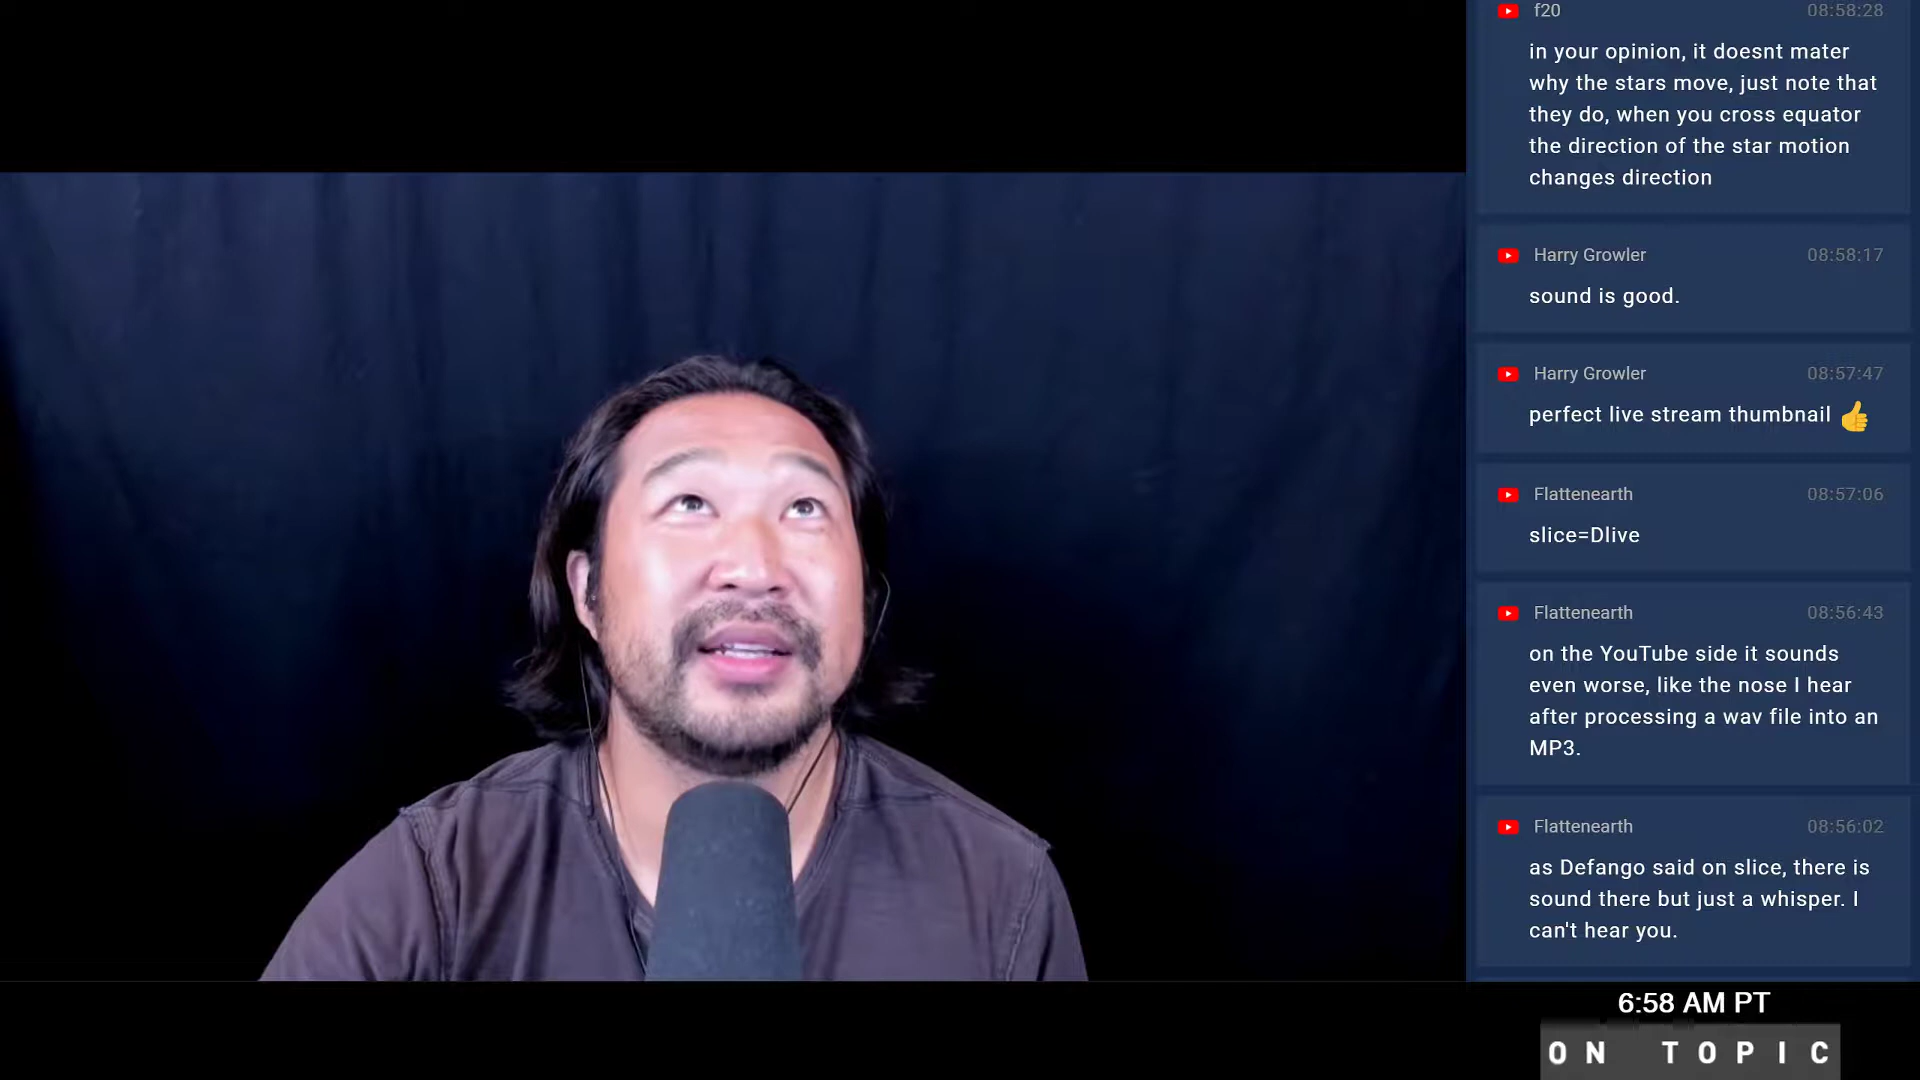 f20 08:58:28
in your opinion, it doesnt mater
why the stars move, just note that
they do, when you cross equator
the direction of the star motion
changes direction
Harry Growler 08:58:17
sound is good.
Harry Growler 08:57:47
perfect live stream thumbnail 👍
Flattenearth 08:57:06
slice=Dlive
Flattenearth 08:56:43
on the YouTube side it sounds
even worse, like the nose I hear
after processing a wav file into an
MP3.
Flattenearth 08:56:02
as Defango said on slice, there is
sound there but just a whisper. I
can't hear you.
6:58 AM PT
ON TOPIC